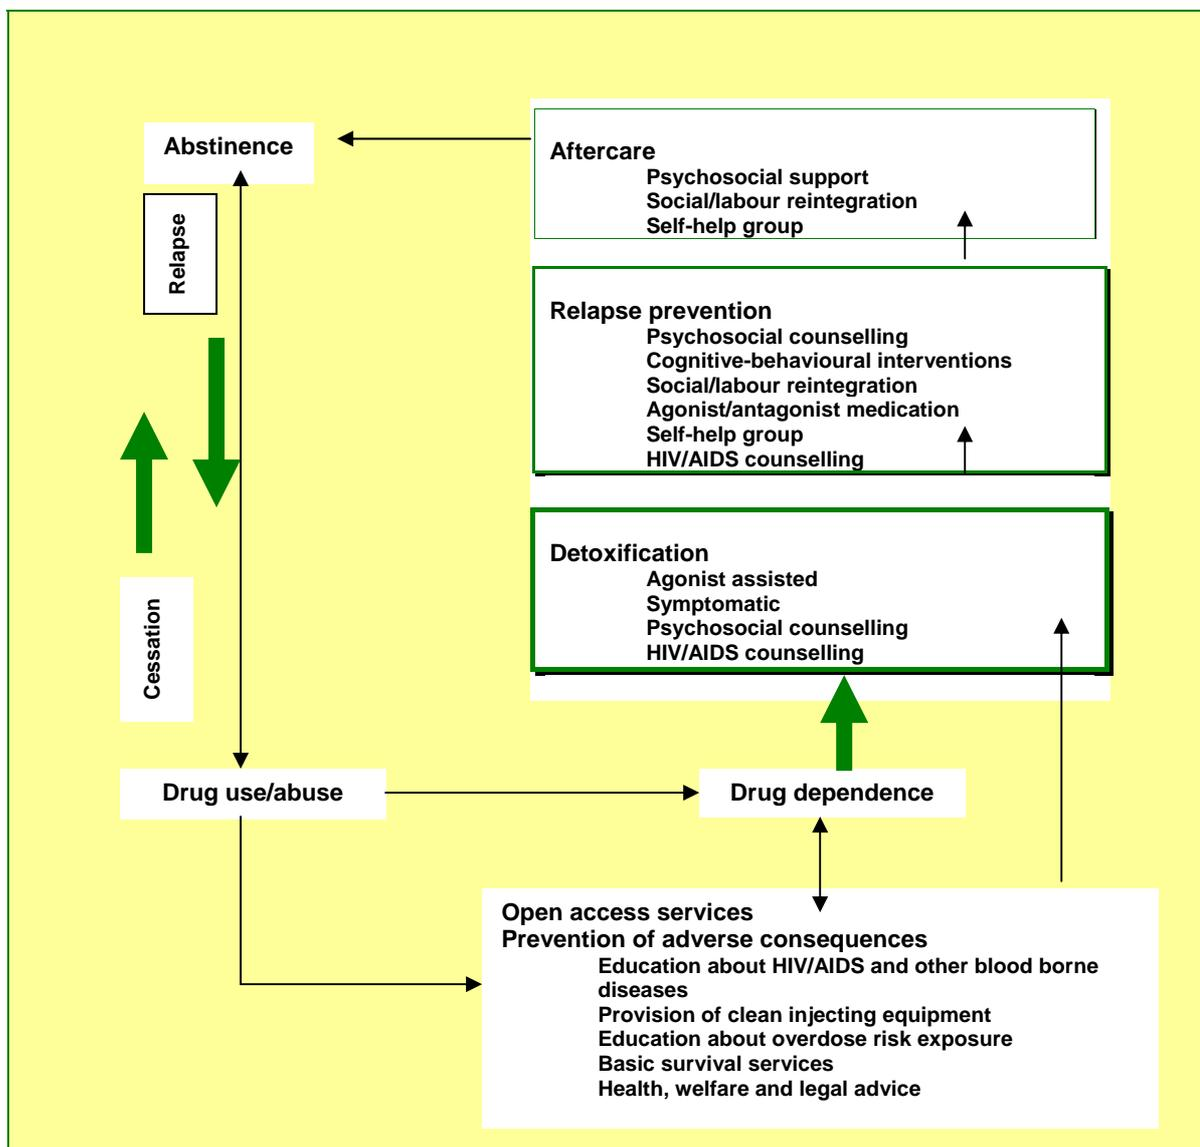 Abstinence
Relapse
Cessation
Aftercare
Psychosocial support
Social/labour reintegration
Self-help group
Relapse prevention
Psychosocial counselling
Cognitive-behavioural interventions
Social/labour reintegration
Agonist/antagonist medication
Self-help group
HIV/AIDS counselling
Detoxification
Agonist assisted
Symptomatic
Psychosocial counselling
HIV/AIDS counselling
Drug use/abuse
Drug dependence
Open access services
Prevention of adverse consequences
Education about HIV/AIDS and other blood borne
diseases
Provision of clean injecting equipment
Education about overdose risk exposure
Basic survival services
Health, welfare and legal advice